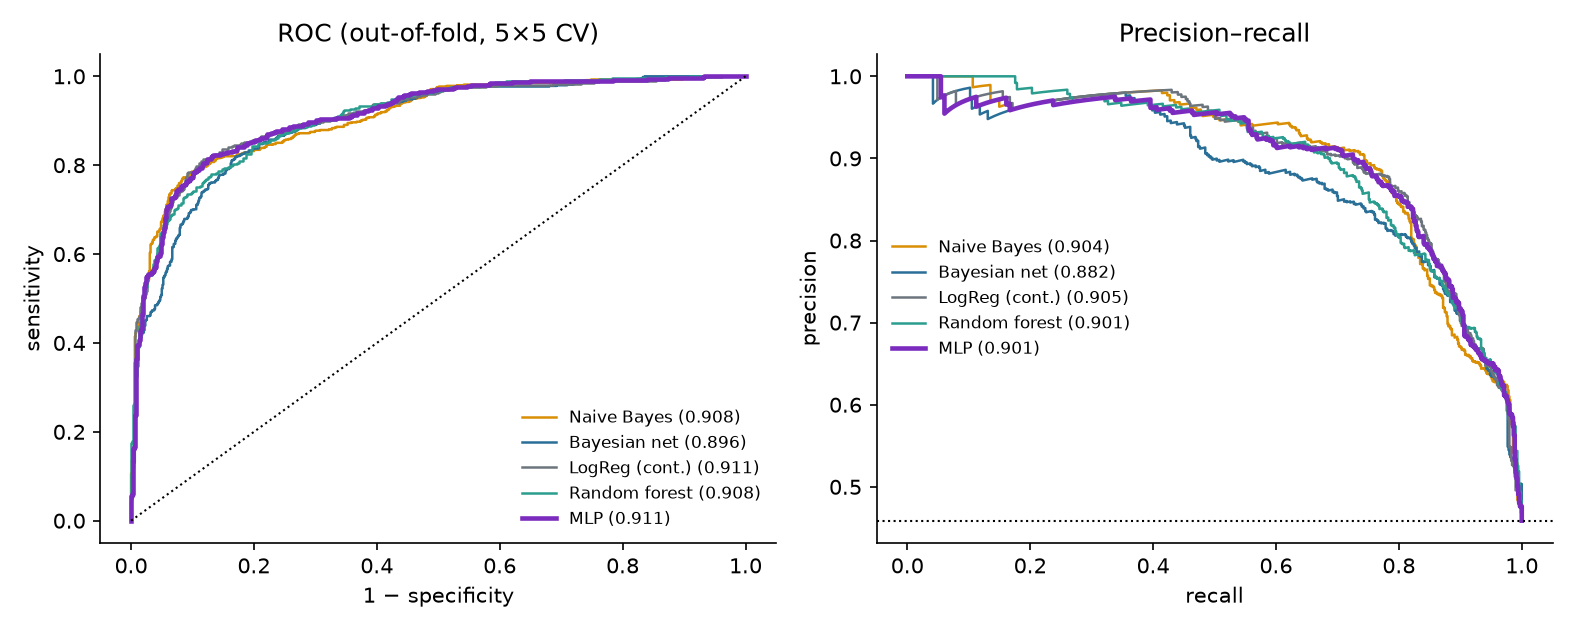 ROC (out-of-fold, 5×5 CV)
1.0
0.8
0.6
0.4
0.2
0.0
sensitivity
Naive Bayes (0.908)
Bayesian net (0.896)
LogReg (cont.) (0.911)
Random forest (0.908)
MLP (0.911)
0.0 0.2 0.4 0.6 0.8 1.0
1 − specificity
Precision–recall
1.0
0.9
0.8
0.7
0.6
0.5
precision
Naive Bayes (0.904)
Bayesian net (0.882)
LogReg (cont.) (0.905)
Random forest (0.901)
MLP (0.901)
0.0 0.2 0.4 0.6 0.8 1.0
recall